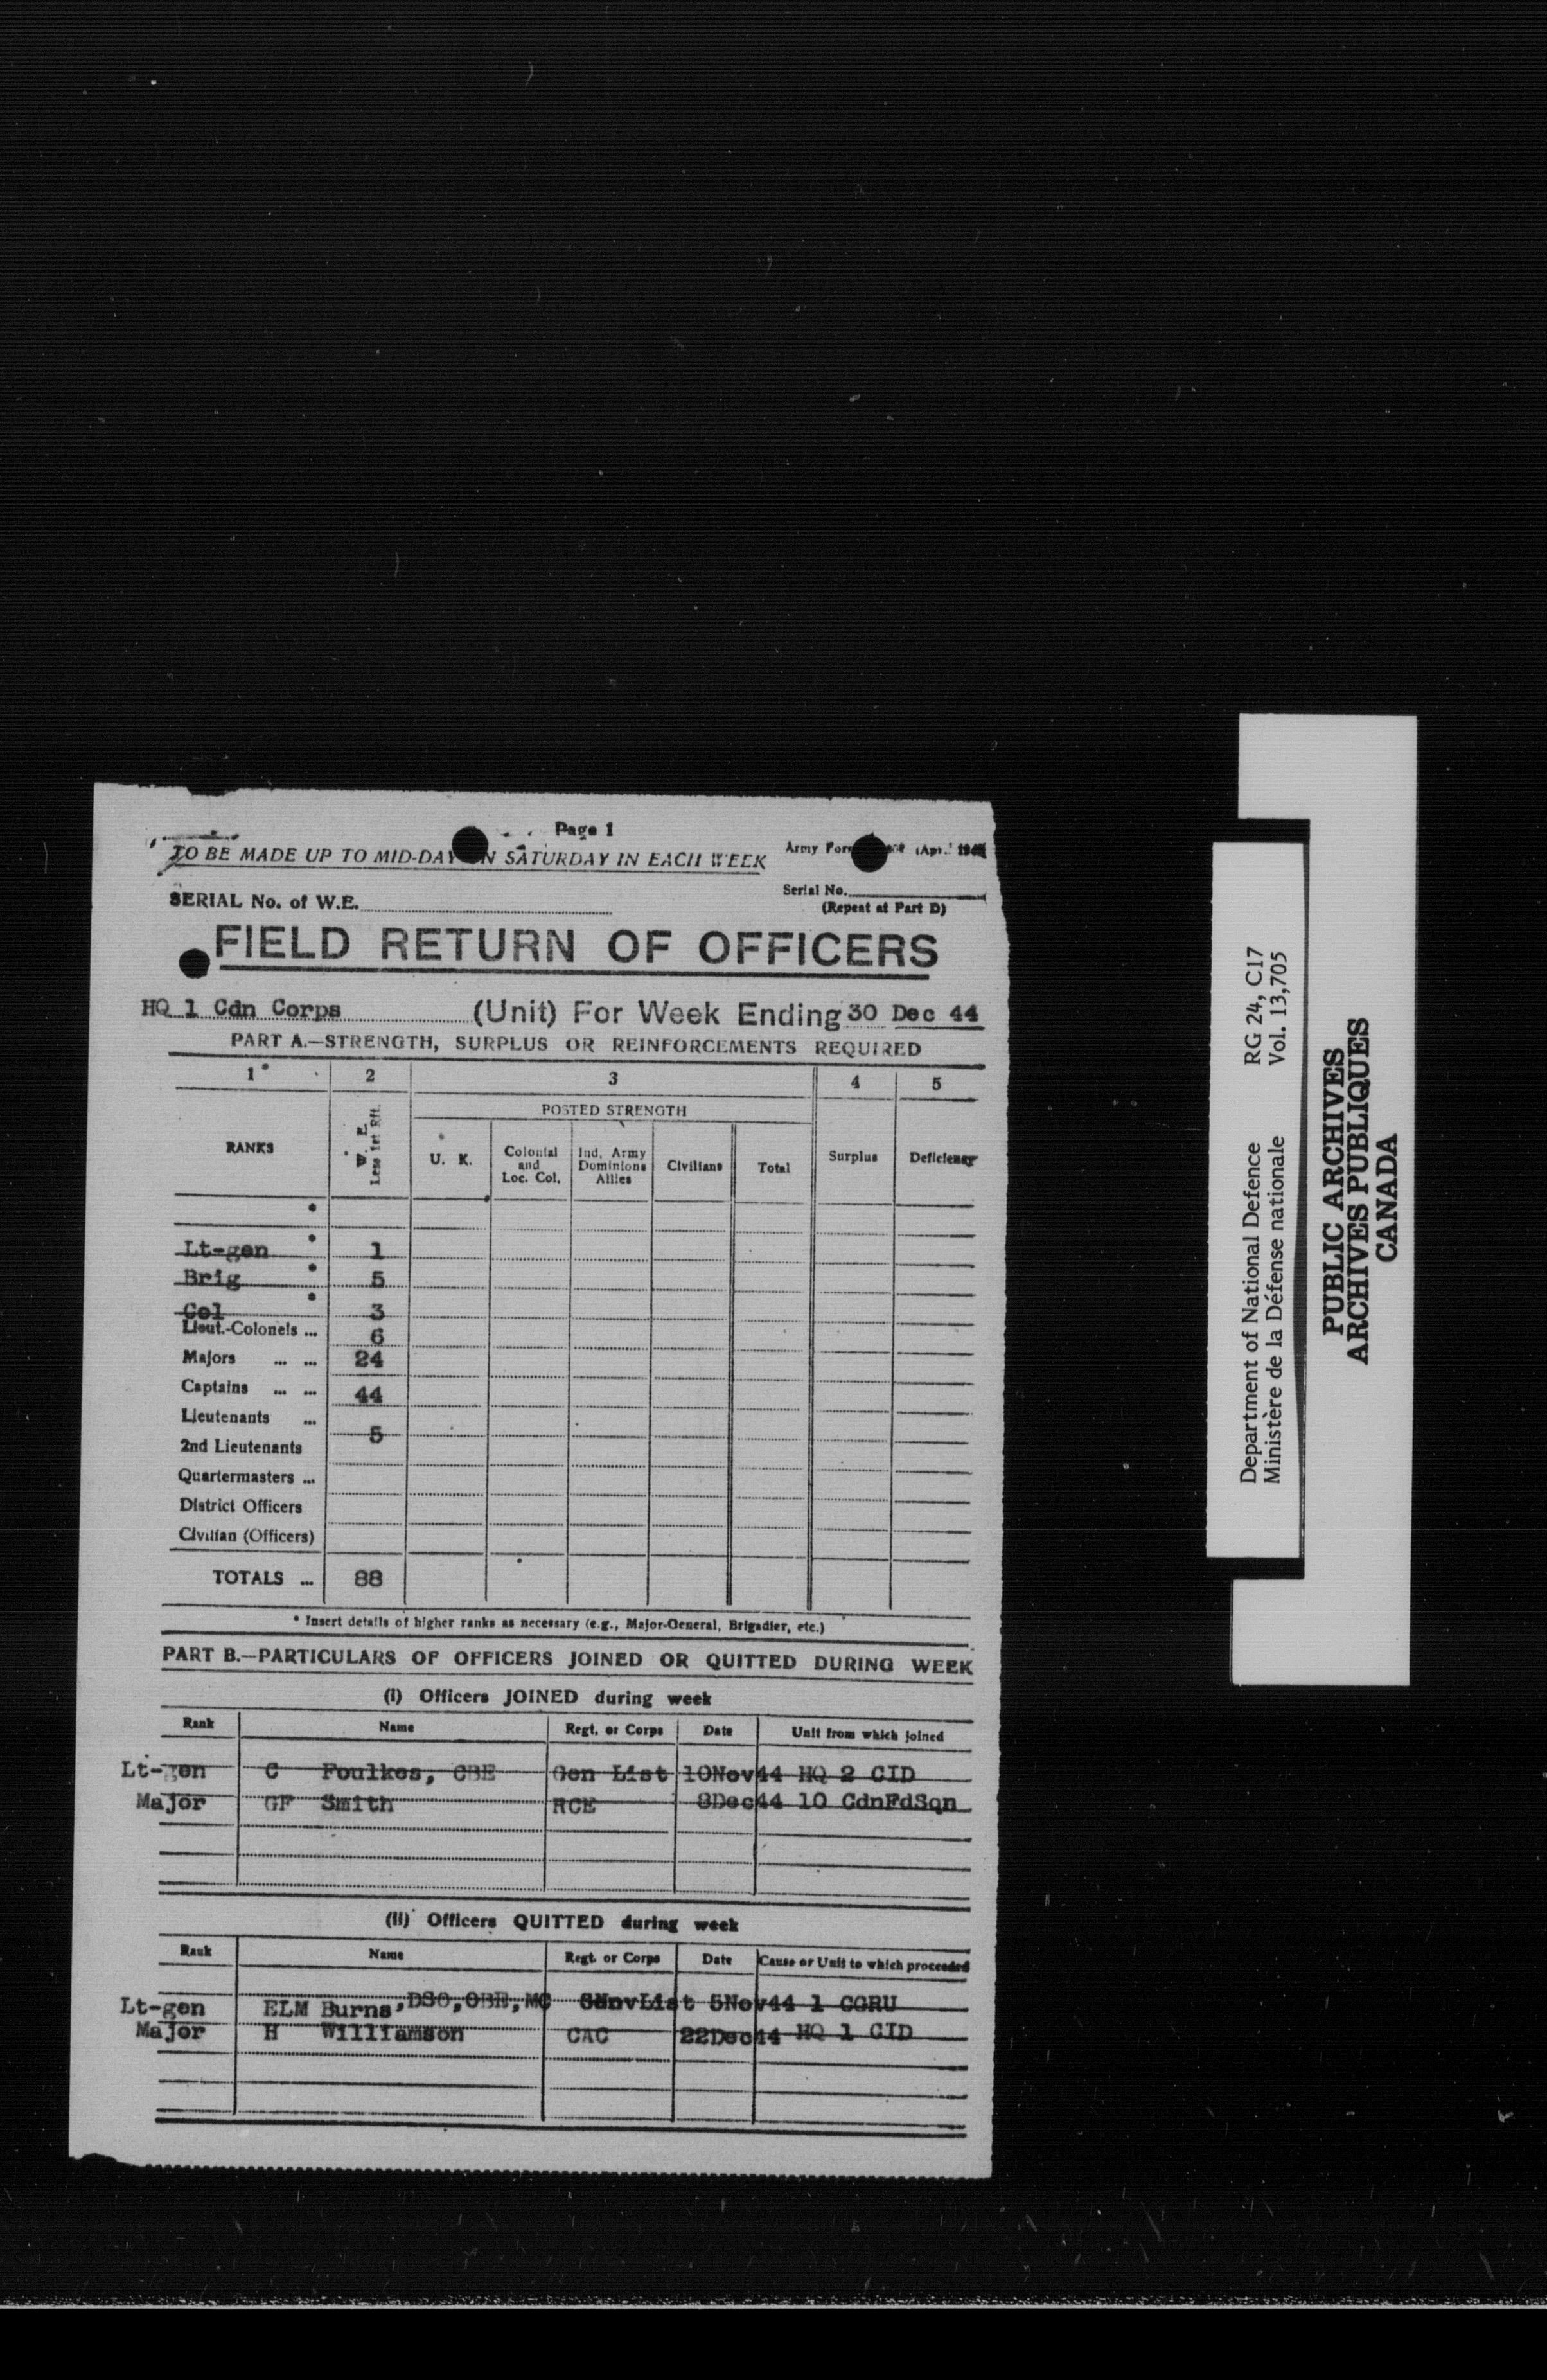 Page 1
TO BE MADE UP TO MID-DAY ON SATURDAY IN EACH WEEK
Army Form (Apr. 194
SERIAL No. of W.E.
Serial No.
(Repeat at Part D)
FIELD RETURN OF OFFICERS
HQ 1 Cdn Corps (Unit) For Week Ending 30 Dec 44
PART A.—STRENGTH, SURPLUS OR REINFORCEMENTS REQUIRED
1 2 3 4 5
RANKS
W. E. Less 1st Rft.
POSTED STRENGTH
U. K.
Colonial and Loc. Col.
Ind. Army Dominions Allies
Civilians
Total
Surplus
Deficiency
Lt-gen 1
Brig 5
Col 3
Lieut.-Colonels ... 6
Majors ... ... 24
Captains ... ... 44
Lieutenants ... 5
2nd Lieutenants
Quartermasters ...
District Officers
Civilian (Officers)
TOTALS ... 88
* Insert details of higher ranks as necessary (e.g., Major-General, Brigadier, etc.)
PART B.—PARTICULARS OF OFFICERS JOINED OR QUITTED DURING WEEK
(i) Officers JOINED during week
Rank Name Regt. or Corps Date Unit from which joined
Lt-gen C Foulkes, CBE Gen List 10Nov44 HQ 2 CID
Major GF Smith RCE 8Dec44 10 CdnFdSqn
(ii) Officers QUITTED during week
Rank Name Regt. or Corps Date Cause or Unit to which proceeded
Lt-gen ELM Burns, DSO, OBE, MC List 5Nov44 1 CGRU
Major H Williamson CAC 22Dec44 HQ 1 CID
Department of National Defence RG 24, C17
Ministère de la Défense nationale Vol. 13,705
PUBLIC ARCHIVES
ARCHIVES PUBLIQUES
CANADA